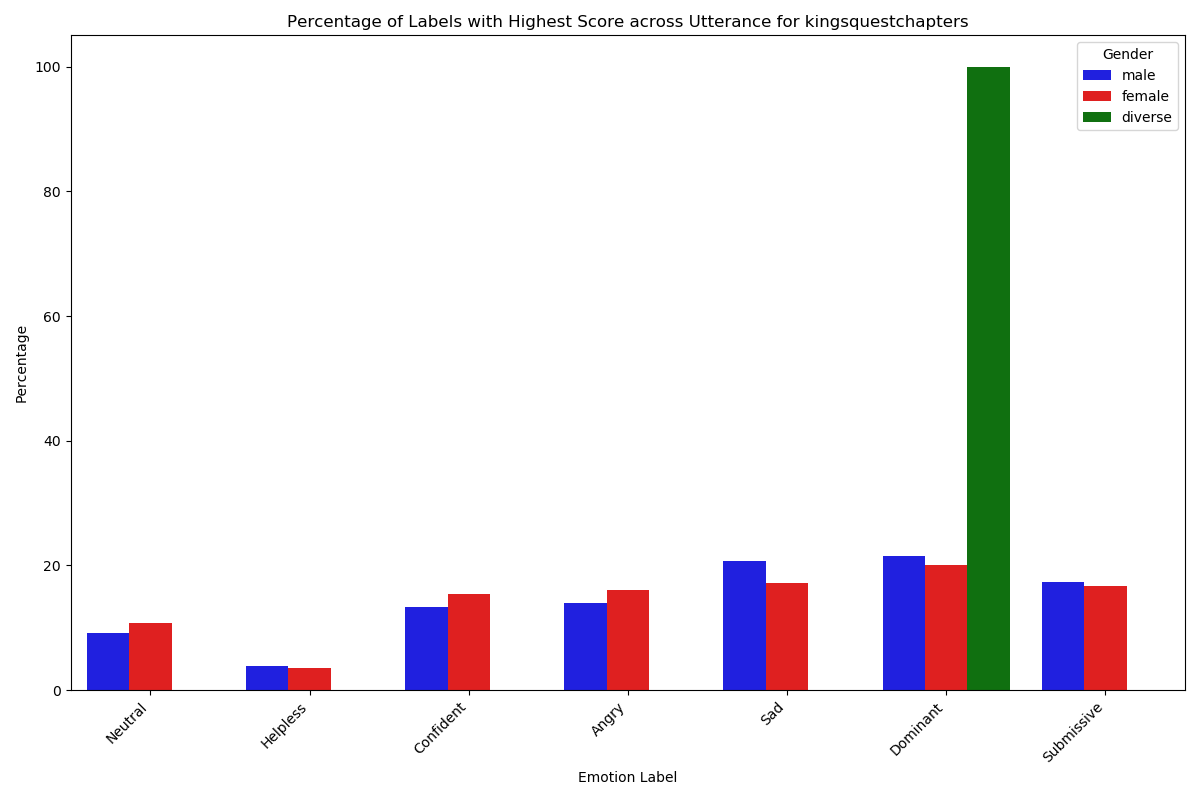 Percentage of Labels with Highest Score across Utterance for kingsquestchapters
Gender
male
female
diverse
Percentage
100
80
60
40
20
0
Neutral
Helpless
Confident
Angry
Sad
Dominant
Submissive
Emotion Label